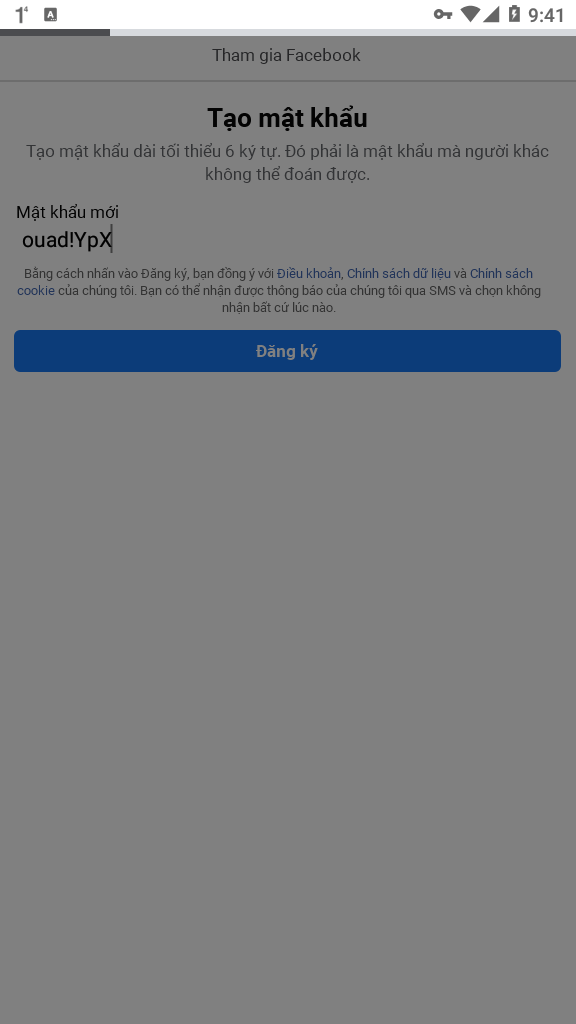 9:41
Tham gia Facebook
Tạo mật khẩu
Tạo mật khẩu dài tối thiểu 6 ký tự. Đó phải là mật khẩu mà người khác
không thể đoán được.
Mật khẩu mới
ouad!YpX
Bằng cách nhấn vào Đăng ký, bạn đồng ý với Điều khoản, Chính sách dữ liệu và Chính sách
cookie của chúng tôi. Bạn có thể nhận được thông báo của chúng tôi qua SMS và chọn không
nhận bất cứ lúc nào.
Đăng ký